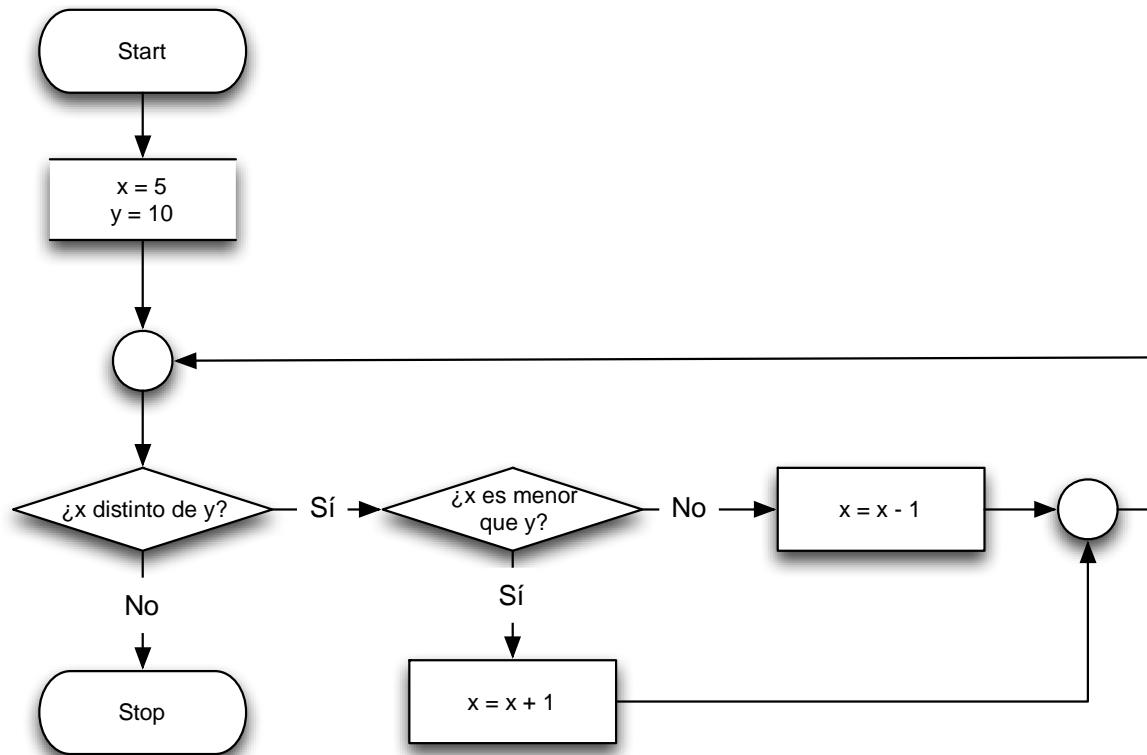 Start
x = 5
y = 10
¿x distinto de y?
Sí
¿x es menor
que y?
No
x = x - 1
No
Sí
Stop
x = x + 1